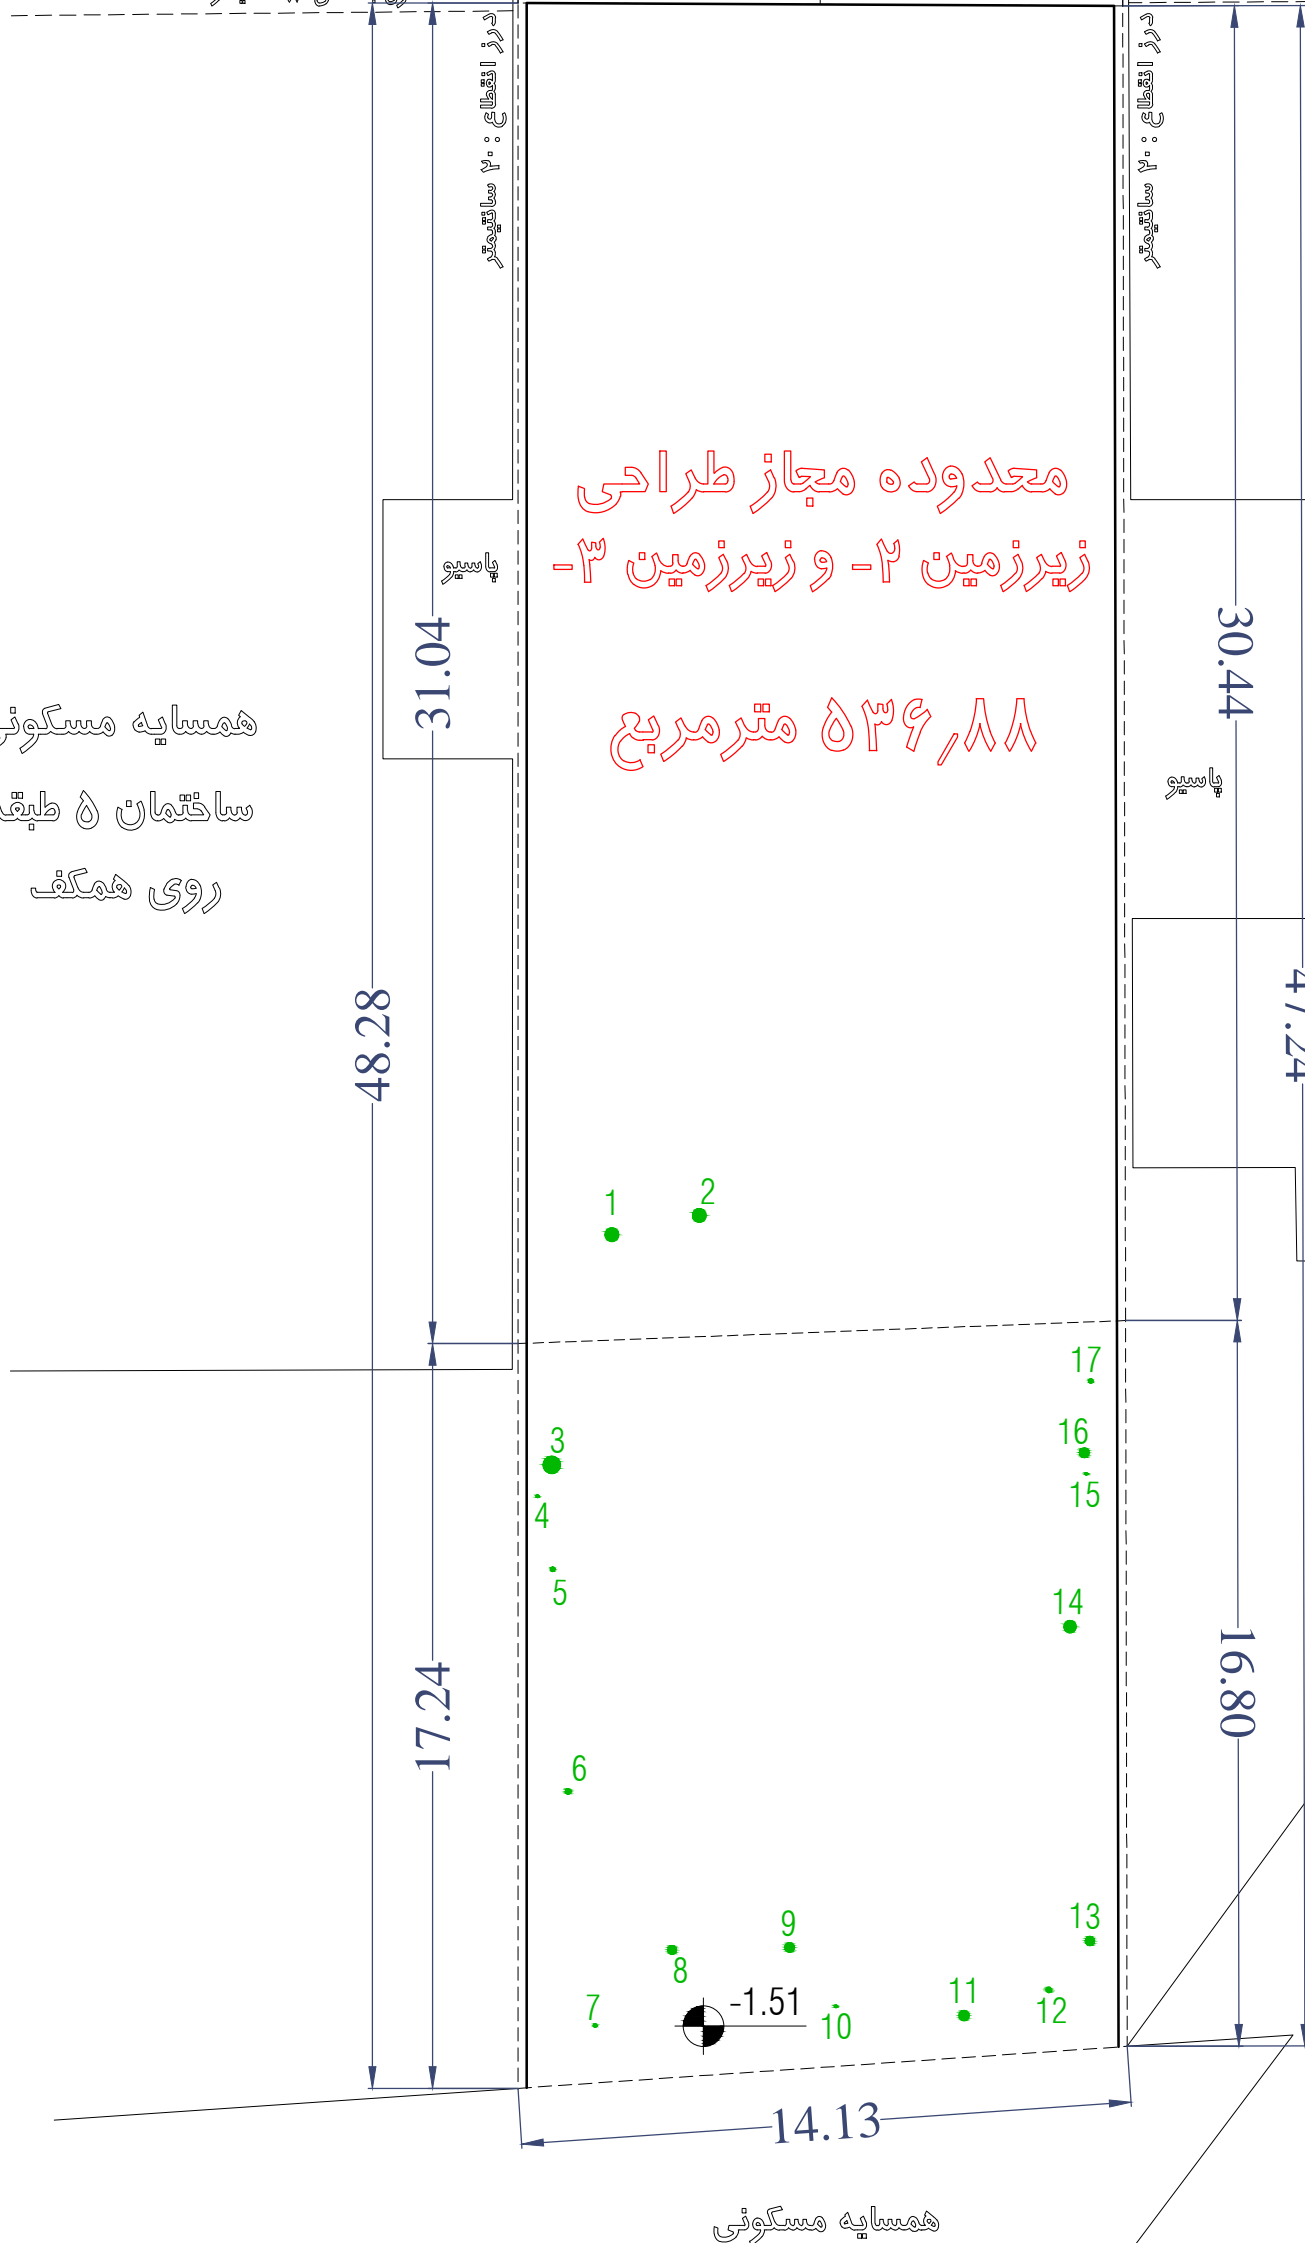 درز انقطاع : ۲۰ سانتیمتر
درز انقطاع : ۲۰ سانتیمتر
محدوده مجاز طراحی
زیرزمین ۲- و زیرزمین ۳-
۵۳۶٫۸۸ مترمربع
پاسیو
پاسیو
31.04
30.44
همسایه مسکونی
ساختمان ۵ طبقه
روی همکف
48.28
47.24
1
2
17
3
16
4
15
5
14
17.24
16.80
6
13
9
8
7
-1.51
10
11
12
14.13
همسایه مسکونی